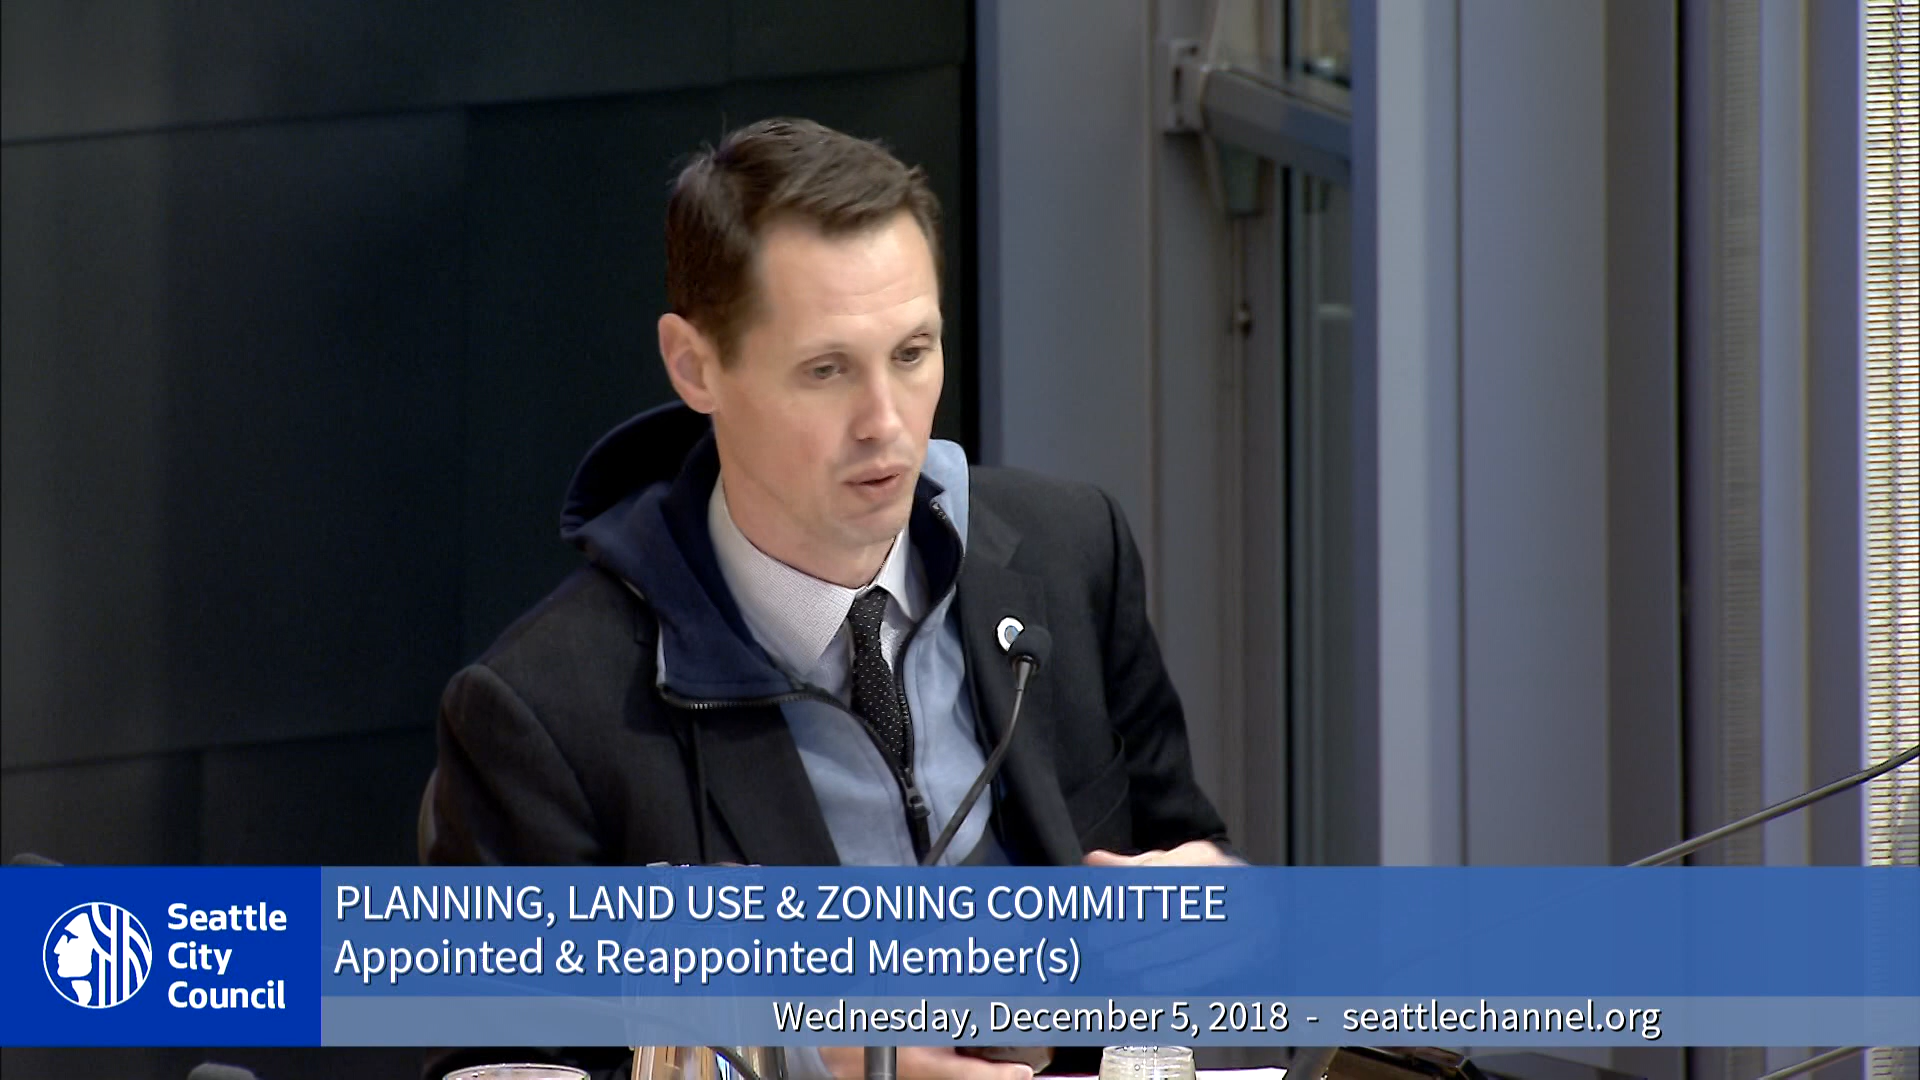 Seattle
City
Council
PLANNING, LAND USE & ZONING COMMITTEE
Appointed & Reappointed Member(s)
Wednesday, December 5, 2018 - seattlechannel.org